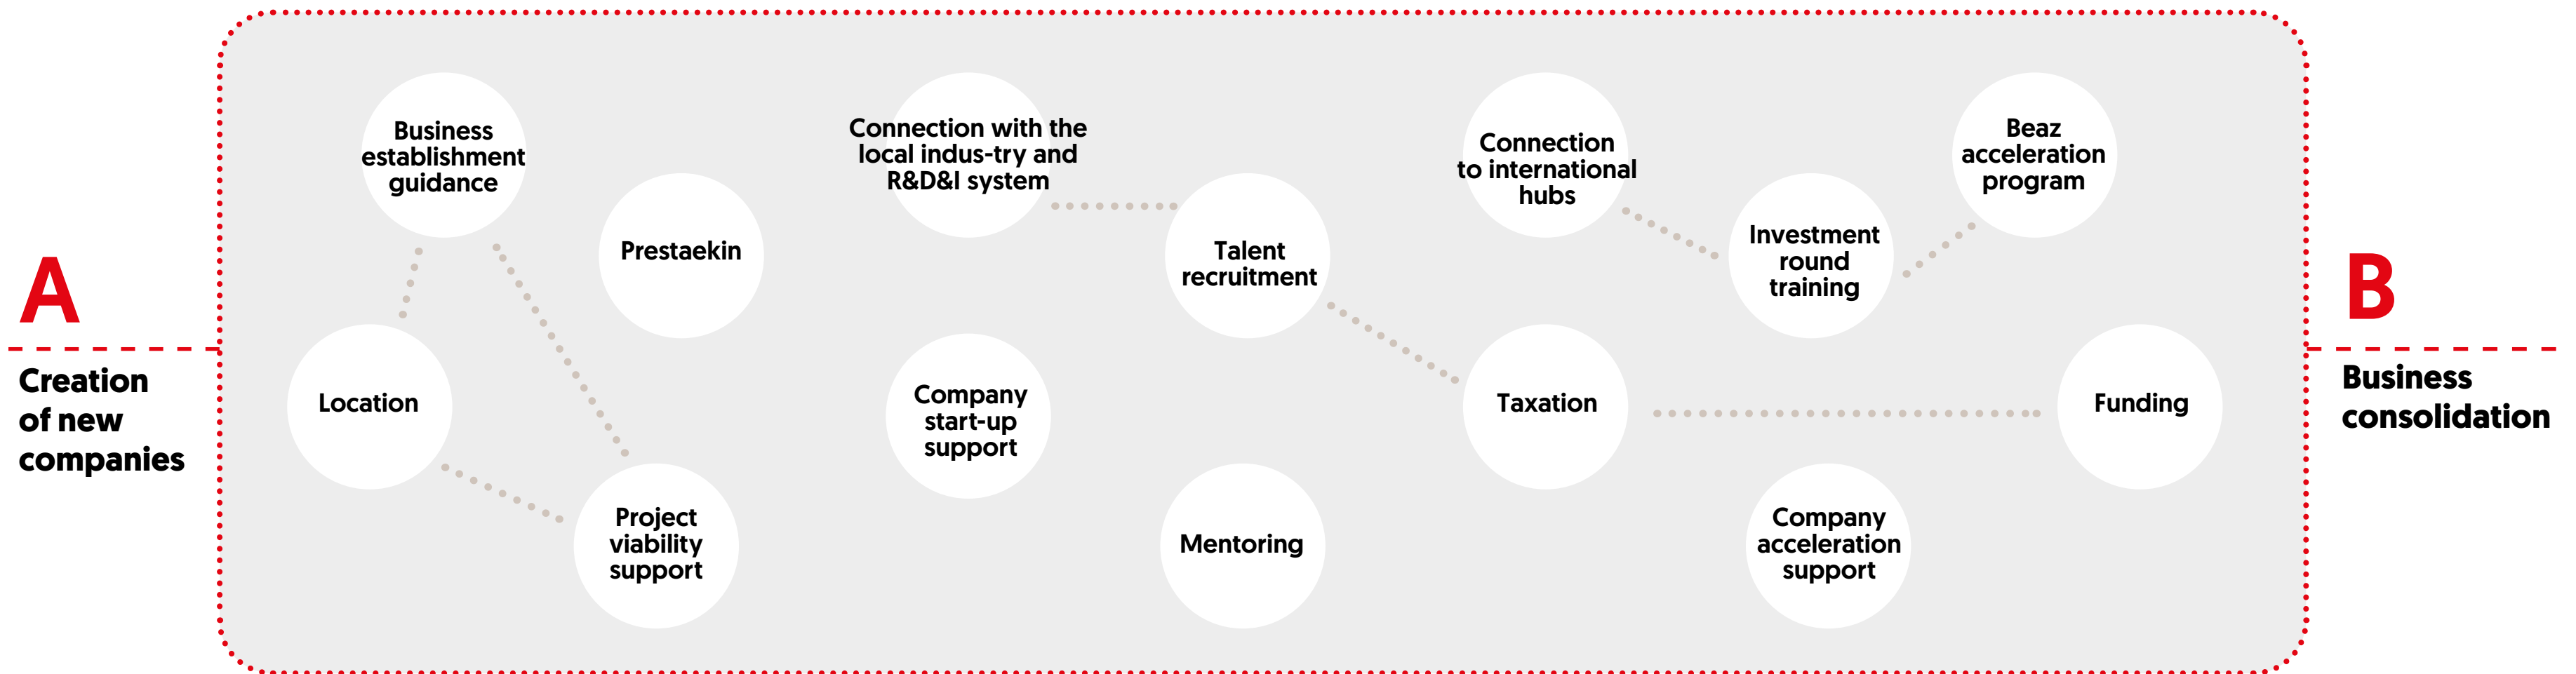 A
Creation
of new
companies
Business
establishment
guidance
Location
Prestaekin
Project
viability
support
Connection with the
local indus-try and
R&D&I system
Company
start-up
support
Talent
recruitment
Mentoring
Connection
to international
hubs
Taxation
Investment
round
training
Company
acceleration
support
Beaz
acceleration
program
Funding
B
Business
consolidation